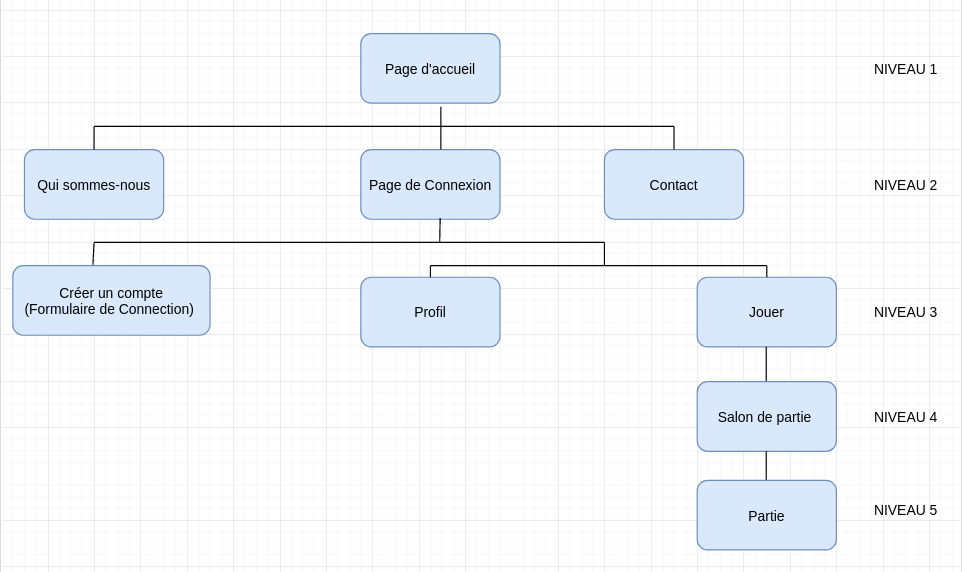 Page d'accueil
NIVEAU 1
Qui sommes-nous
Page de Connexion
Contact
NIVEAU 2
Créer un compte
(Formulaire de Connection)
Profil
Jouer
NIVEAU 3
Salon de partie
NIVEAU 4
Partie
NIVEAU 5